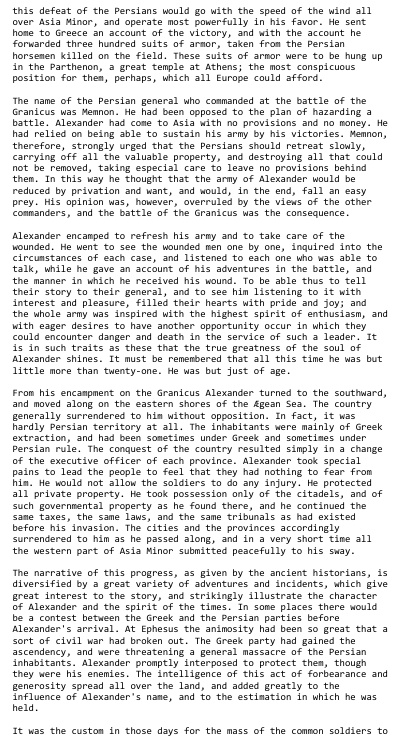 this defeat of the Persians would go with the speed of the wind all
over Asia Minor, and operate most powerfully in his favor. He sent
home to Greece an account of the victory, and with the account he
forwarded three hundred suits of armor, taken from the Persian
horsemen killed on the field. These suits of armor were to be hung up
in the Parthenon, a great temple at Athens; the most conspicuous
position for them, perhaps, which all Europe could afford.

The name of the Persian general who commanded at the battle of the
Granicus was Memnon. He had been opposed to the plan of hazarding a
battle. Alexander had come to Asia with no provisions and no money. He
had relied on being able to sustain his army by his victories. Memnon,
therefore, strongly urged that the Persians should retreat slowly,
carrying off all the valuable property, and destroying all that could
not be removed, taking especial care to leave no provisions behind
them. In this way he thought that the army of Alexander would be
reduced by privation and want, and would, in the end, fall an easy
prey. His opinion was, however, overruled by the views of the other
commanders, and the battle of the Granicus was the consequence.

Alexander encamped to refresh his army and to take care of the
wounded. He went to see the wounded men one by one, inquired into the
circumstances of each case, and listened to each one who was able to
talk, while he gave an account of his adventures in the battle, and
the manner in which he received his wound. To be able thus to tell
their story to their general, and to see him listening to it with
interest and pleasure, filled their hearts with pride and joy; and
the whole army was inspired with the highest spirit of enthusiasm, and
with eager desires to have another opportunity occur in which they
could encounter danger and death in the service of such a leader. It
is in such traits as these that the true greatness of the soul of
Alexander shines. It must be remembered that all this time he was but
little more than twenty-one. He was but just of age.

From his encampment on the Granicus Alexander turned to the southward,
and moved along on the eastern shores of the Ægean Sea. The country
generally surrendered to him without opposition. In fact, it was
hardly Persian territory at all. The inhabitants were mainly of Greek
extraction, and had been sometimes under Greek and sometimes under
Persian rule. The conquest of the country resulted simply in a change
of the executive officer of each province. Alexander took special
pains to lead the people to feel that they had nothing to fear from
him. He would not allow the soldiers to do any injury. He protected
all private property. He took possession only of the citadels, and of
such governmental property as he found there, and he continued the
same taxes, the same laws, and the same tribunals as had existed
before his invasion. The cities and the provinces accordingly
surrendered to him as he passed along, and in a very short time all
the western part of Asia Minor submitted peacefully to his sway.

The narrative of this progress, as given by the ancient historians, is
diversified by a great variety of adventures and incidents, which give
great interest to the story, and strikingly illustrate the character
of Alexander and the spirit of the times. In some places there would
be a contest between the Greek and the Persian parties before
Alexander's arrival. At Ephesus the animosity had been so great that a
sort of civil war had broken out. The Greek party had gained the
ascendency, and were threatening a general massacre of the Persian
inhabitants. Alexander promptly interposed to protect them, though
they were his enemies. The intelligence of this act of forbearance and
generosity spread all over the land, and added greatly to the
influence of Alexander's name, and to the estimation in which he was
held.

It was the custom in those days for the mass of the common soldiers to